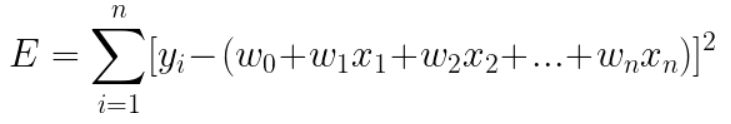 E = \sum_{i=1}^{n} [y_i - (w_0 + w_1 x_1 + w_2 x_2 + ... + w_n x_n)]^2